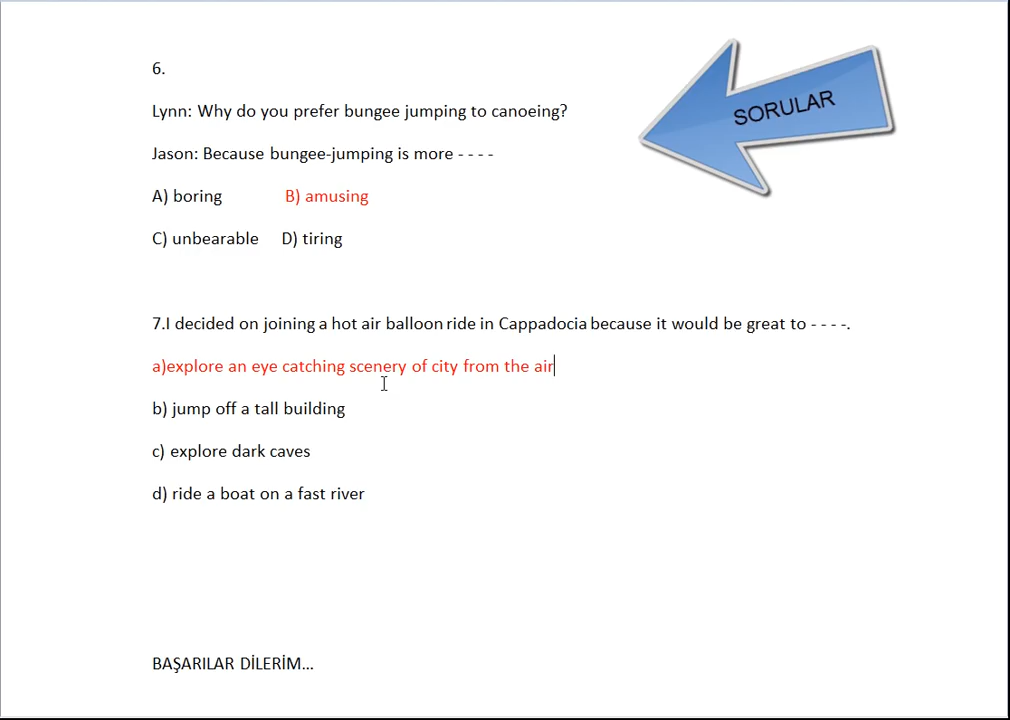 6.
SORULAR
Lynn: Why do you prefer bungee jumping to canoeing?
Jason: Because bungee-jumping is more - - - -
A) boring B) amusing
C) unbearable D) tiring
7.I decided on joining a hot air balloon ride in Cappadocia because it would be great to - - - -.
a)explore an eye catching scenery of city from the air
b) jump off a tall building
c) explore dark caves
d) ride a boat on a fast river
BAŞARILAR DİLERİM...